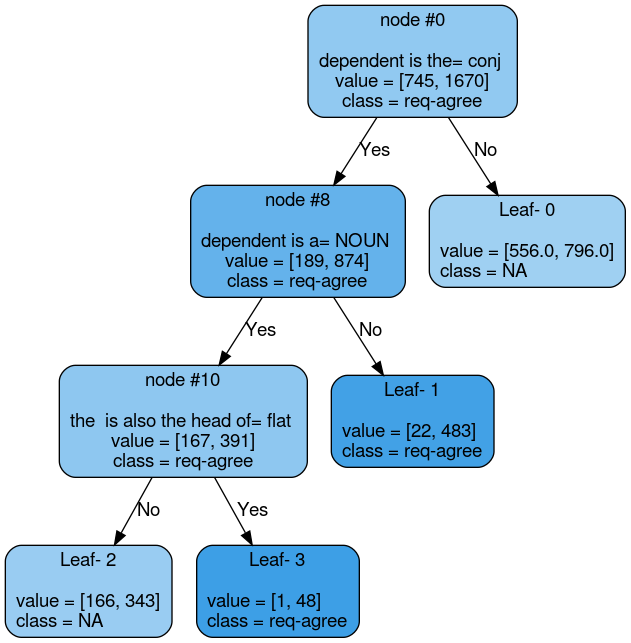 node #0
dependent is the= conj
value = [745, 1670]
class = req-agree
Yes
No
node #8
dependent is a= NOUN
value = [189, 874]
class = req-agree
Leaf- 0
value = [556.0, 796.0]
class = NA
Yes
No
node #10
the  is also the head of= flat
value = [167, 391]
class = req-agree
Leaf- 1
value = [22, 483]
class = req-agree
No
Yes
Leaf- 2
value = [166, 343]
class = NA
Leaf- 3
value = [1, 48]
class = req-agree